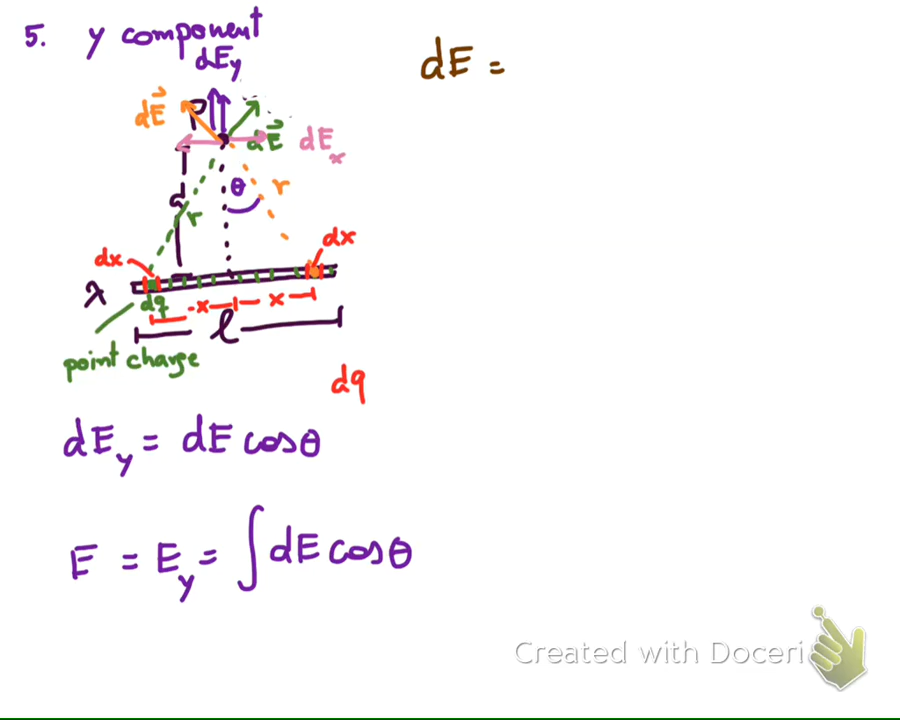 5. y component
dEy
dE =
dE
P
dE
dEx
θ
r
d
r
dx
dx
λ
dq
-x
x
l
point charge
dq
dEy = dE cosθ
E = Ey = ∫ dE cosθ
Created with Doceri